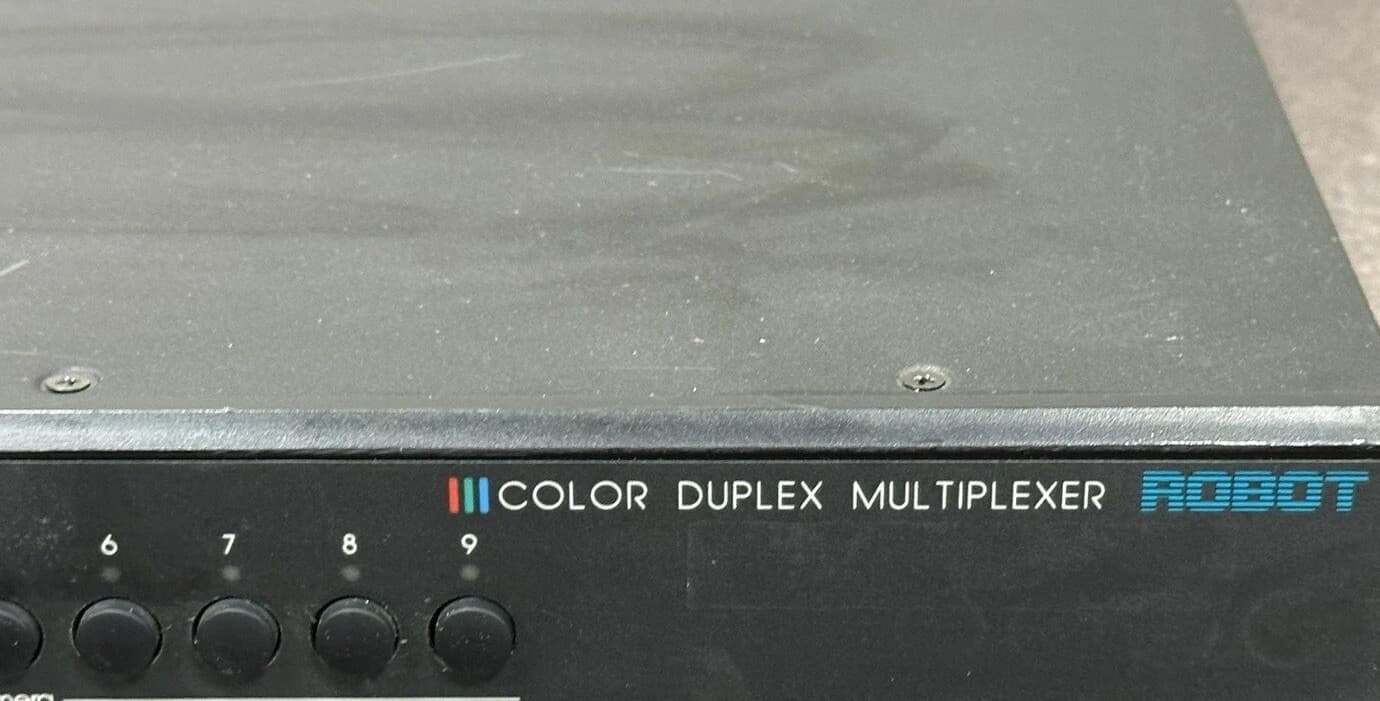 COLOR DUPLEX MULTIPLEXER ROBOT
6 7 8 9